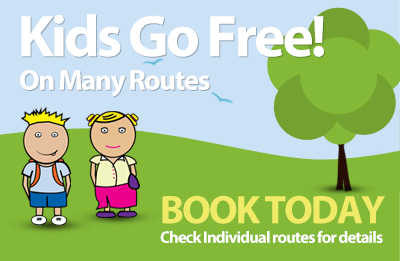 Kids Go Free!
On Many Routes
BOOK TODAY
Check Individual routes for details